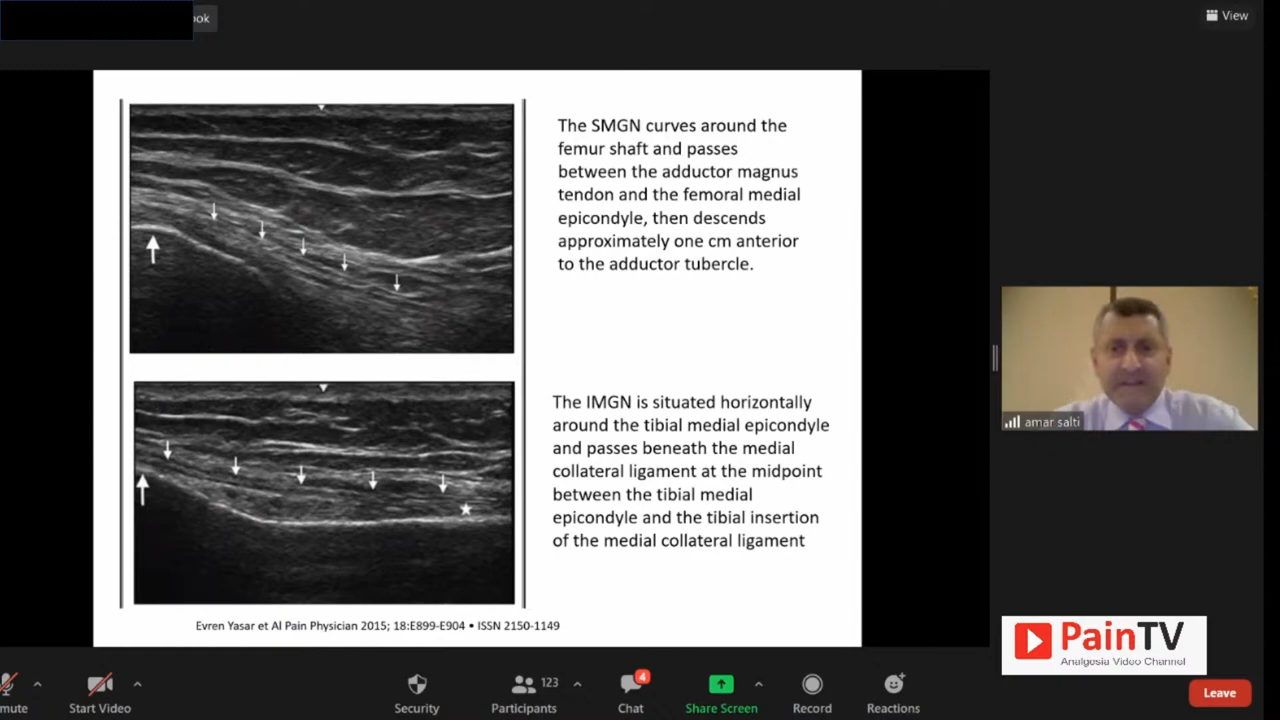 ook
View
The SMGN curves around the
femur shaft and passes
between the adductor magnus
tendon and the femoral medial
epicondyle, then descends
approximately one cm anterior
to the adductor tubercle.
The IMGN is situated horizontally
around the tibial medial epicondyle
and passes beneath the medial
collateral ligament at the midpoint
between the tibial medial
epicondyle and the tibial insertion
of the medial collateral ligament
Evren Yasar et Al Pain Physician 2015; 18:E899-E904 • ISSN 2150-1149
amar salti
PainTV
Analgesia Video Channel
mute
Start Video
Security
123
Participants
4
Chat
Share Screen
Record
Reactions
Leave